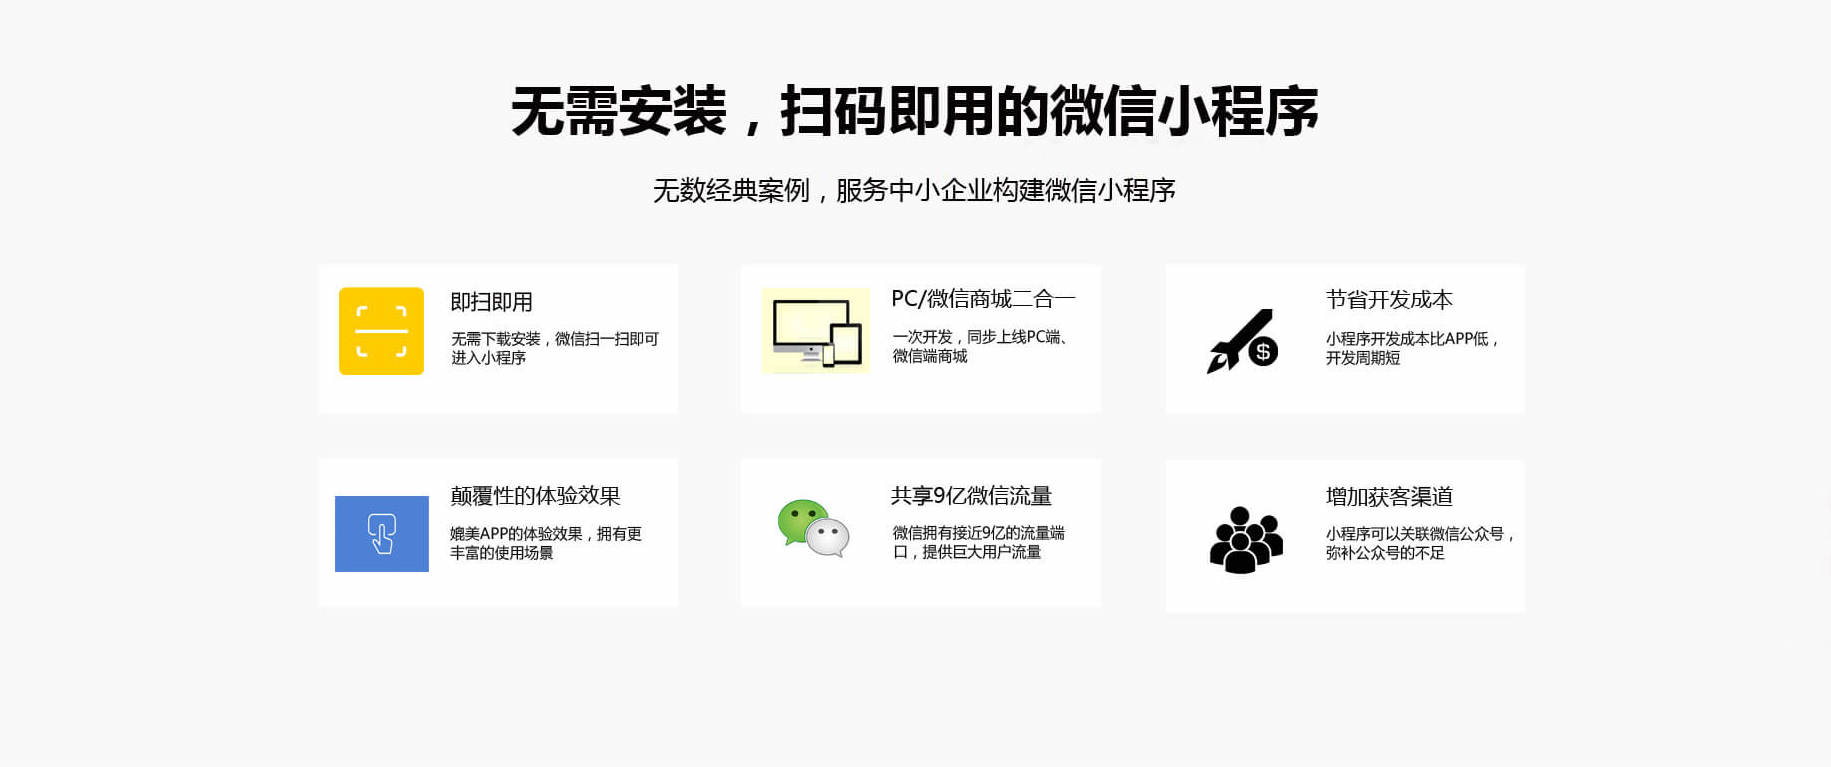 无需安装，扫码即用的微信小程序
无数经典案例，服务中小企业构建微信小程序
即扫即用
无需下载安装，微信扫一扫即可
进入小程序
PC/微信商城二合一
一次开发，同步上线PC端、
微信端商城
节省开发成本
小程序开发成本比APP低，
开发周期短
$
颠覆性的体验效果
媲美APP的体验效果，拥有更
丰富的使用场景
共享9亿微信流量
微信拥有接近9亿的流量端
口，提供巨大用户流量
增加获客渠道
小程序可以关联微信公众号，
弥补公众号的不足